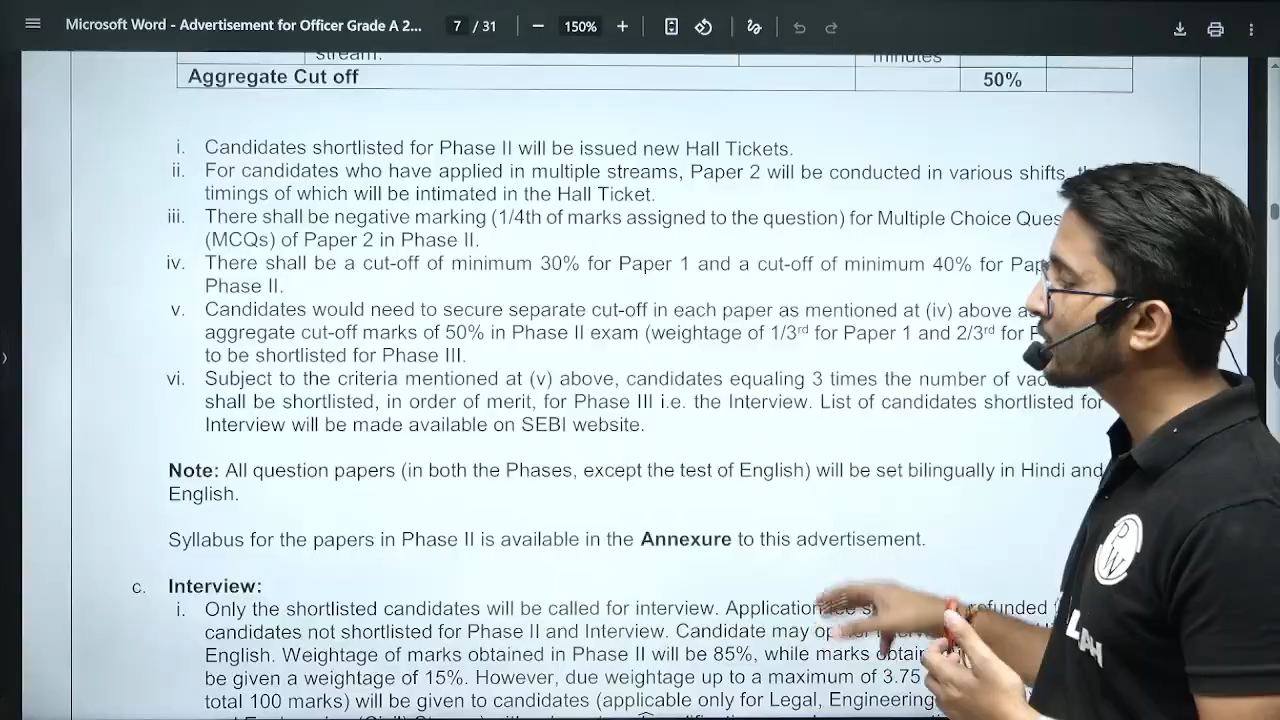 Microsoft Word - Advertisement for Officer Grade A 2... 7 / 31 150%
stream. minutes
Aggregate Cut off 50%
i. Candidates shortlisted for Phase II will be issued new Hall Tickets.
ii. For candidates who have applied in multiple streams, Paper 2 will be conducted in various shifts,
timings of which will be intimated in the Hall Ticket.
iii. There shall be negative marking (1/4th of marks assigned to the question) for Multiple Choice Ques
(MCQs) of Paper 2 in Phase II.
iv. There shall be a cut-off of minimum 30% for Paper 1 and a cut-off of minimum 40% for Pap
Phase II.
v. Candidates would need to secure separate cut-off in each paper as mentioned at (iv) above as
aggregate cut-off marks of 50% in Phase II exam (weightage of 1/3rd for Paper 1 and 2/3rd for P
to be shortlisted for Phase III.
vi. Subject to the criteria mentioned at (v) above, candidates equaling 3 times the number of vac
shall be shortlisted, in order of merit, for Phase III i.e. the Interview. List of candidates shortlisted for
Interview will be made available on SEBI website.
Note: All question papers (in both the Phases, except the test of English) will be set bilingually in Hindi and
English.
Syllabus for the papers in Phase II is available in the Annexure to this advertisement.
c. Interview:
i. Only the shortlisted candidates will be called for interview. Application refunded
candidates not shortlisted for Phase II and Interview. Candidate may op
English. Weightage of marks obtained in Phase II will be 85%, while marks obtain
be given a weightage of 15%. However, due weightage up to a maximum of 3.75
total 100 marks) will be given to candidates (applicable only for Legal, Engineering
PW